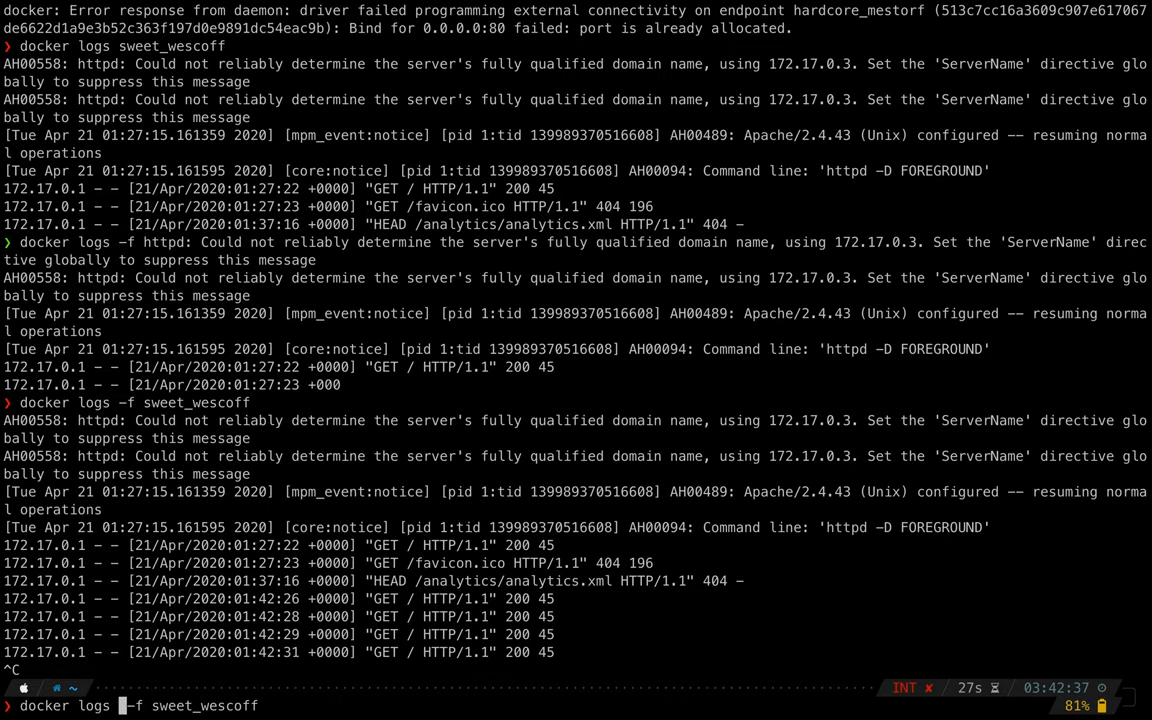 docker: Error response from daemon: driver failed programming external connectivity on endpoint hardcore_mestorf (513c7cc16a3609c907e617067
de6622d1a9e3b52c363f197d0e9891dc54eac9b): Bind for 0.0.0.0:80 failed: port is already allocated.
❯ docker logs sweet_wescoff
AH00558: httpd: Could not reliably determine the server's fully qualified domain name, using 172.17.0.3. Set the 'ServerName' directive glo
bally to suppress this message
AH00558: httpd: Could not reliably determine the server's fully qualified domain name, using 172.17.0.3. Set the 'ServerName' directive glo
bally to suppress this message
[Tue Apr 21 01:27:15.161359 2020] [mpm_event:notice] [pid 1:tid 139989370516608] AH00489: Apache/2.4.43 (Unix) configured -- resuming norma
l operations
[Tue Apr 21 01:27:15.161595 2020] [core:notice] [pid 1:tid 139989370516608] AH00094: Command line: 'httpd -D FOREGROUND'
172.17.0.1 - - [21/Apr/2020:01:27:22 +0000] "GET / HTTP/1.1" 200 45
172.17.0.1 - - [21/Apr/2020:01:27:23 +0000] "GET /favicon.ico HTTP/1.1" 404 196
172.17.0.1 - - [21/Apr/2020:01:37:16 +0000] "HEAD /analytics/analytics.xml HTTP/1.1" 404 -
❯ docker logs -f httpd: Could not reliably determine the server's fully qualified domain name, using 172.17.0.3. Set the 'ServerName' direc
tive globally to suppress this message
AH00558: httpd: Could not reliably determine the server's fully qualified domain name, using 172.17.0.3. Set the 'ServerName' directive glo
bally to suppress this message
[Tue Apr 21 01:27:15.161359 2020] [mpm_event:notice] [pid 1:tid 139989370516608] AH00489: Apache/2.4.43 (Unix) configured -- resuming norma
l operations
[Tue Apr 21 01:27:15.161595 2020] [core:notice] [pid 1:tid 139989370516608] AH00094: Command line: 'httpd -D FOREGROUND'
172.17.0.1 - - [21/Apr/2020:01:27:22 +0000] "GET / HTTP/1.1" 200 45
172.17.0.1 - - [21/Apr/2020:01:27:23 +000
❯ docker logs -f sweet_wescoff
AH00558: httpd: Could not reliably determine the server's fully qualified domain name, using 172.17.0.3. Set the 'ServerName' directive glo
bally to suppress this message
AH00558: httpd: Could not reliably determine the server's fully qualified domain name, using 172.17.0.3. Set the 'ServerName' directive glo
bally to suppress this message
[Tue Apr 21 01:27:15.161359 2020] [mpm_event:notice] [pid 1:tid 139989370516608] AH00489: Apache/2.4.43 (Unix) configured -- resuming norma
l operations
[Tue Apr 21 01:27:15.161595 2020] [core:notice] [pid 1:tid 139989370516608] AH00094: Command line: 'httpd -D FOREGROUND'
172.17.0.1 - - [21/Apr/2020:01:27:22 +0000] "GET / HTTP/1.1" 200 45
172.17.0.1 - - [21/Apr/2020:01:27:23 +0000] "GET /favicon.ico HTTP/1.1" 404 196
172.17.0.1 - - [21/Apr/2020:01:37:16 +0000] "HEAD /analytics/analytics.xml HTTP/1.1" 404 -
172.17.0.1 - - [21/Apr/2020:01:42:26 +0000] "GET / HTTP/1.1" 200 45
172.17.0.1 - - [21/Apr/2020:01:42:28 +0000] "GET / HTTP/1.1" 200 45
172.17.0.1 - - [21/Apr/2020:01:42:29 +0000] "GET / HTTP/1.1" 200 45
172.17.0.1 - - [21/Apr/2020:01:42:31 +0000] "GET / HTTP/1.1" 200 45
^C
~ INT ✘ 27s 03:42:37
❯ docker logs -f sweet_wescoff 81%